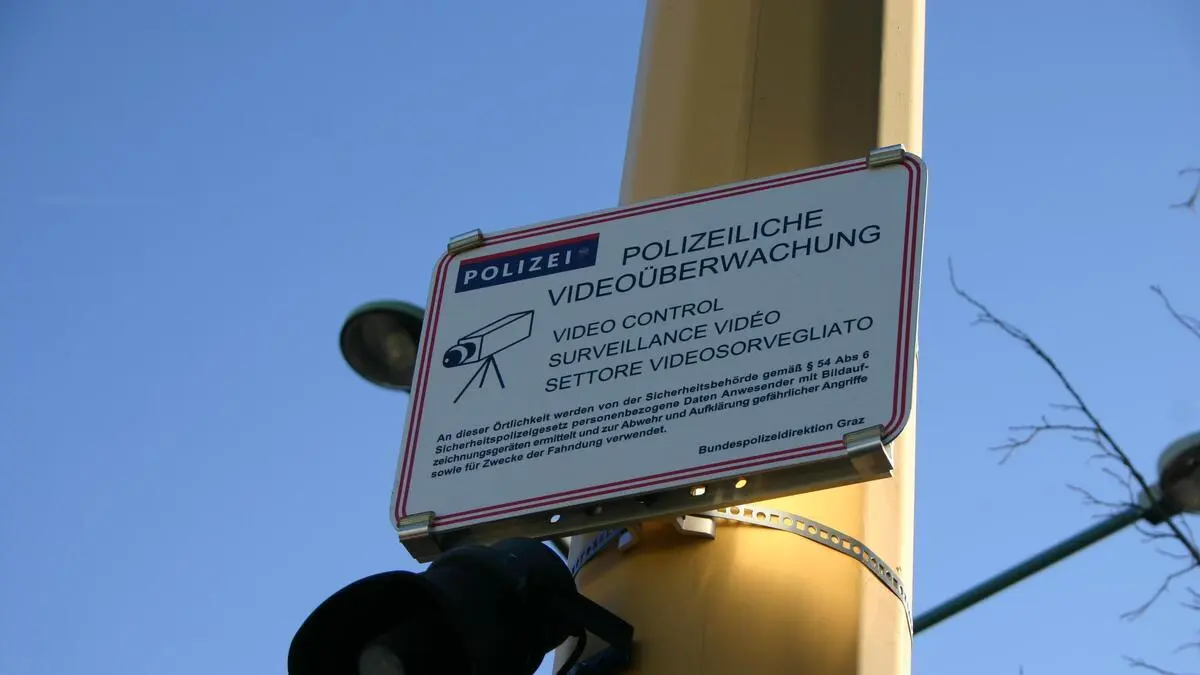 POLIZEI
POLIZEILICHE
VIDEOÜBERWACHUNG
VIDEO CONTROL
SURVEILLANCE VIDÉO
SETTORE VIDEOSORVEGLIATO
An dieser Örtlichkeit werden von der Sicherheitsbehörde gemäß § 54 Abs 6
Sicherheitspolizeigesetz personenbezogene Daten Anwesender mit Bildauf-
zeichnungsgeräten ermittelt und zur Abwehr und Aufklärung gefährlicher Angriffe
sowie für Zwecke der Fahndung verwendet.
Bundespolizeidirektion Graz